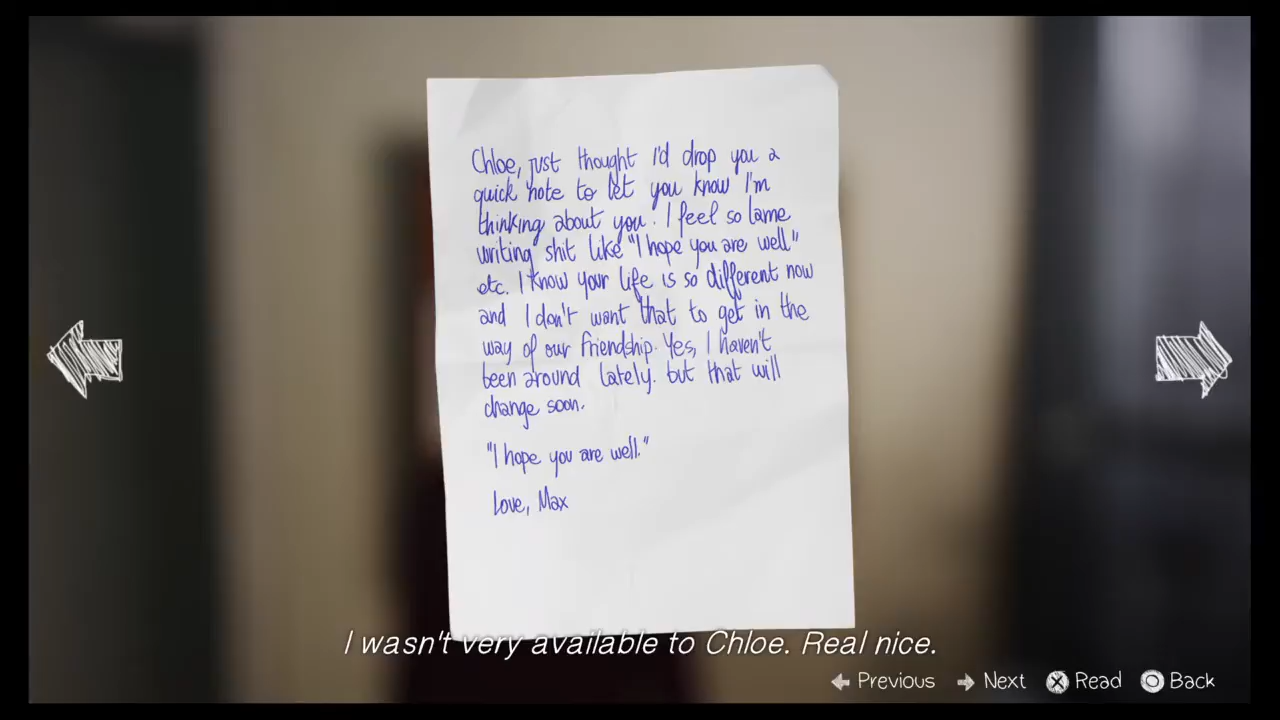 Chloe, just thought I'd drop you a
quick note to let you know I'm
thinking about you. I feel so lame
writing shit like "I hope you are well"
etc. I know your life is so different now
and I don't want that to get in the
way of our friendship. Yes, I haven't
been around lately. but that will
change soon.
"I hope you are well."
Love, Max
I wasn't very available to Chloe. Real nice.
Previous Next Read Back